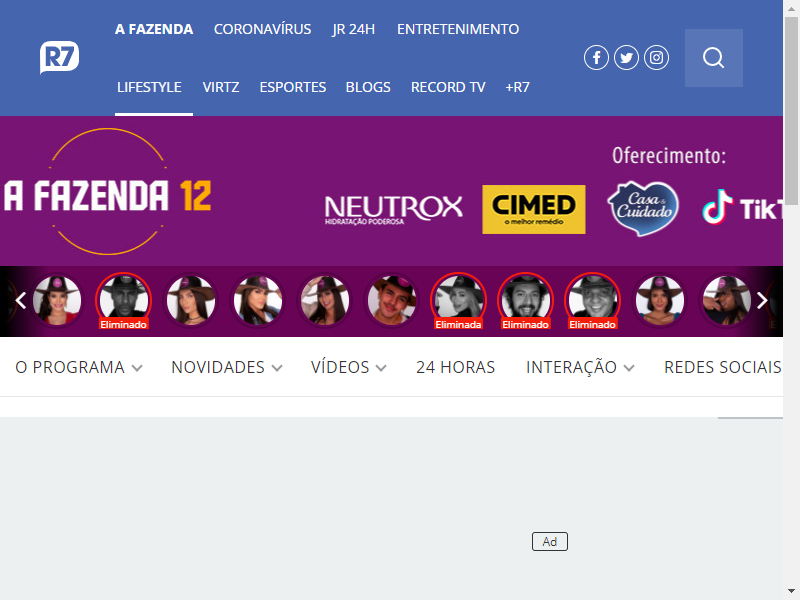 A FAZENDA CORONAVÍRUS JR 24H ENTRETENIMENTO
R7
LIFESTYLE VIRTZ ESPORTES BLOGS RECORD TV +R7
Oferecimento:
A FAZENDA 12
NEUTROX
HIDRATAÇÃO PODEROSA
CIMED
o melhor remédio
Casa &
Cuidado
TikT
Eliminado Eliminada Eliminado Eliminado
O PROGRAMA NOVIDADES VÍDEOS 24 HORAS INTERAÇÃO REDES SOCIAIS
Ad